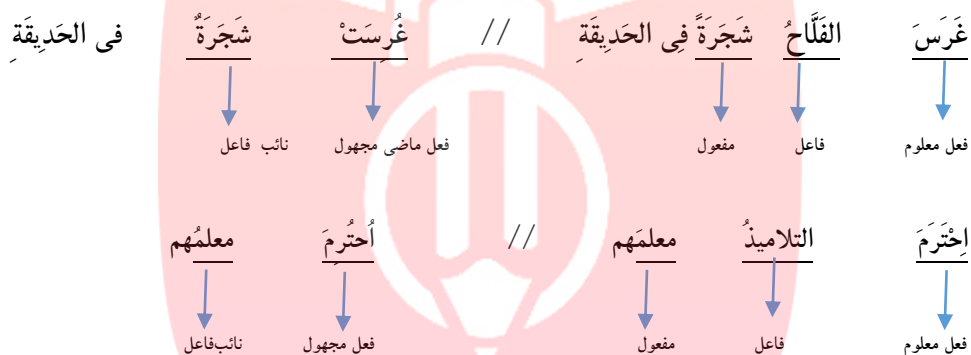 غَرَسَ الفَلَّاحُ شَجَرَةً فِی الحَدِیقَةِ // غُرِسَتْ شَجَرَةٌ فی الحَدِیقَةِ
فعل معلوم فاعل مفعول فعل ماضی مجهول نائب فاعل
اِحْتَرَمَ التلامیذُ معلمَهم // اُحتُرِمَ معلمُهم
فعل معلوم فاعل مفعول فعل مجهول نائب‌فاعل